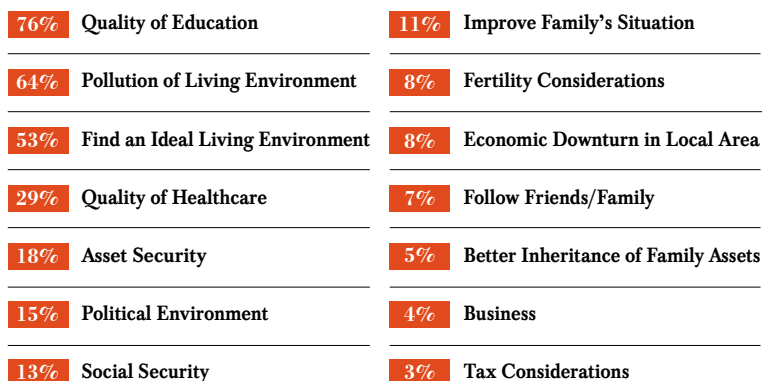 76% Quality of Education
64% Pollution of Living Environment
53% Find an Ideal Living Environment
29% Quality of Healthcare
18% Asset Security
15% Political Environment
13% Social Security
11% Improve Family’s Situation
8% Fertility Considerations
8% Economic Downturn in Local Area
7% Follow Friends/Family
5% Better Inheritance of Family Assets
4% Business
3% Tax Considerations